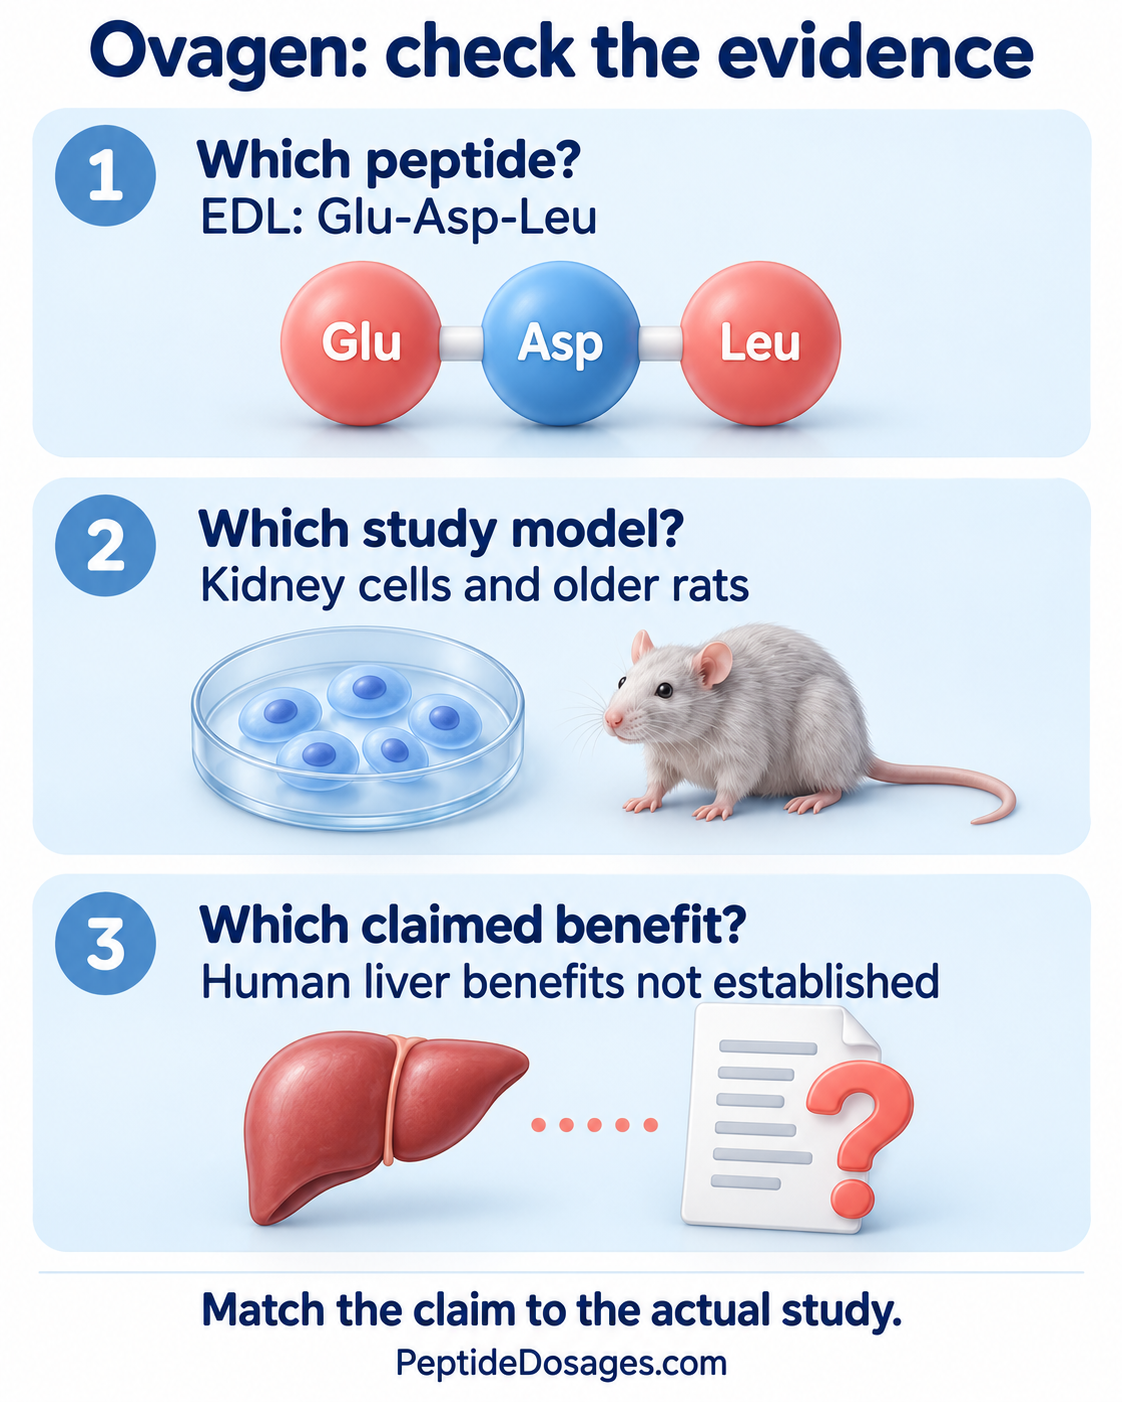 Ovagen: check the evidence
1
Which peptide?
EDL: Glu-Asp-Leu
Glu Asp Leu
2
Which study model?
Kidney cells and older rats
3
Which claimed benefit?
Human liver benefits not established
?
Match the claim to the actual study.
PeptideDosages.com